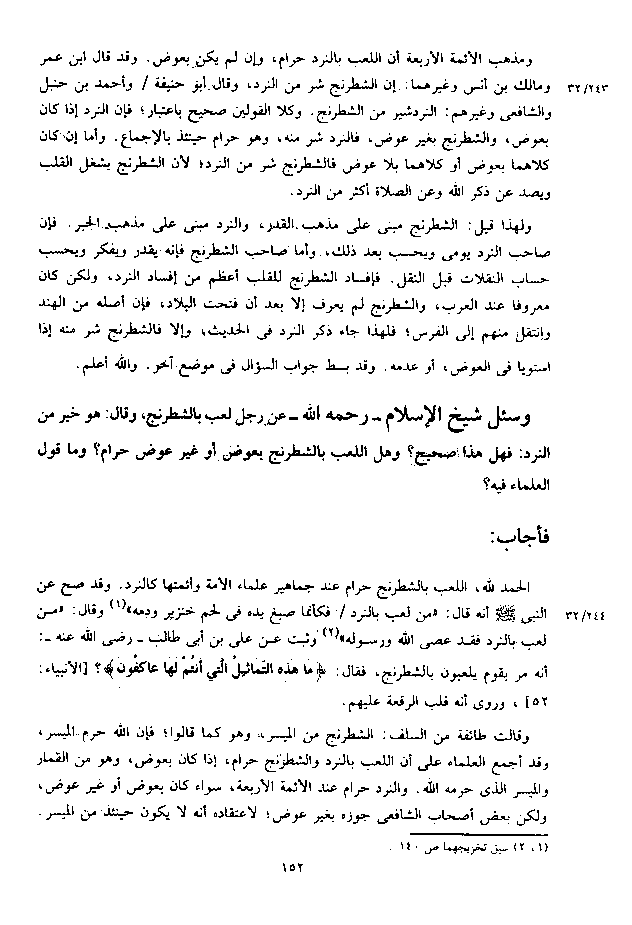 ومذهب الأئمة الأربعة أن اللعب بالنرد حرام، وإن لم يكن بعوض. وقد قال ابن عمر
٣٢/٢٤٣ ومالك بن أنس وغيرهما: إن الشطرنج شر من النرد، وقال أبو حنيفة / وأحمد بن حنبل
والشافعى وغيرهم: النردشير من الشطرنج. وكلا القولين صحيح باعتبار؛ فإن النرد إذا كان
بعوض، والشطرنج بغير عوض، فالنرد شر منه، وهو حرام حينئذ بالإجماع. وأما إن كان
كلاهما بعوض أو كلاهما بلا عوض فالشطرنج شر من النرد؛ لأن الشطرنج يشغل القلب
ويصد عن ذكر الله وعن الصلاة أكثر من النرد.
ولهذا قيل: الشطرنج مبنى على مذهب القدر، والنرد مبنى على مذهب الجبر. فإن
صاحب النرد يومى ويحسب بعد ذلك، وأما صاحب الشطرنج فإنه يقدر ويفكر ويحسب
حساب النقلات قبل النقل. فإفساد الشطرنج للقلب أعظم من إفساد النرد، ولكن كان
معروفا عند العرب، والشطرنج لم يعرف إلا بعد أن فتحت البلاد، فإن أصله من الهند
وانتقل منهم إلى الفرس؛ فلهذا جاء ذكر النرد فى الحديث، وإلا فالشطرنج شر منه إذا
استويا فى العوض، أو عدمه. وقد بسط جواب السؤال فى موضع آخر. والله أعلم.
وسئل شيخ الإسلام ـ رحمه الله ـ عن رجل لعب بالشطرنج، وقال: هو خير من
النرد: فهل هذا صحيح؟ وهل اللعب بالشطرنج بعوض أو غير عوض حرام؟ وما قول
العلماء فيه؟
فأجاب:
الحمد لله، اللعب بالشطرنج حرام عند جماهير علماء الأمة وأئمتها كالنرد. وقد صح عن
٣٢/٢٤٤ النبى ﷺ أنه قال: «من لعب بالنرد / فكأنما صبغ يده فى لحم خنزير ودمه» (١) وقال: «من
لعب بالنرد فقد عصى الله ورسوله» (٢) وثبت عن على بن أبى طالب ـ رضى الله عنه ـ:
أنه مر بقوم يلعبون بالشطرنج، فقال: ﴿مَا هَذِهِ التَّمَاثِيلُ الَّتِي أَنتُمْ لَهَا عَاكِفُونَ﴾؟ [الأنبياء:
٥٢] ، وروى أنه قلب الرقعة عليهم.
وقالت طائفة من السلف: الشطرنج من الميسر، وهو كما قالوا؛ فإن الله حرم الميسر،
وقد أجمع العلماء على أن اللعب بالنرد والشطرنج حرام، إذا كان بعوض، وهو من القمار
والميسر الذى حرمه الله. والنرد حرام عند الأئمة الأربعة، سواء كان بعوض أو غير عوض،
ولكن بعض أصحاب الشافعى جوزه بغير عوض؛ لاعتقاده أنه لا يكون حينئذ من الميسر.
(١ ، ٢) سبق تخريجهما ص ١٤٠ .
١٥٢